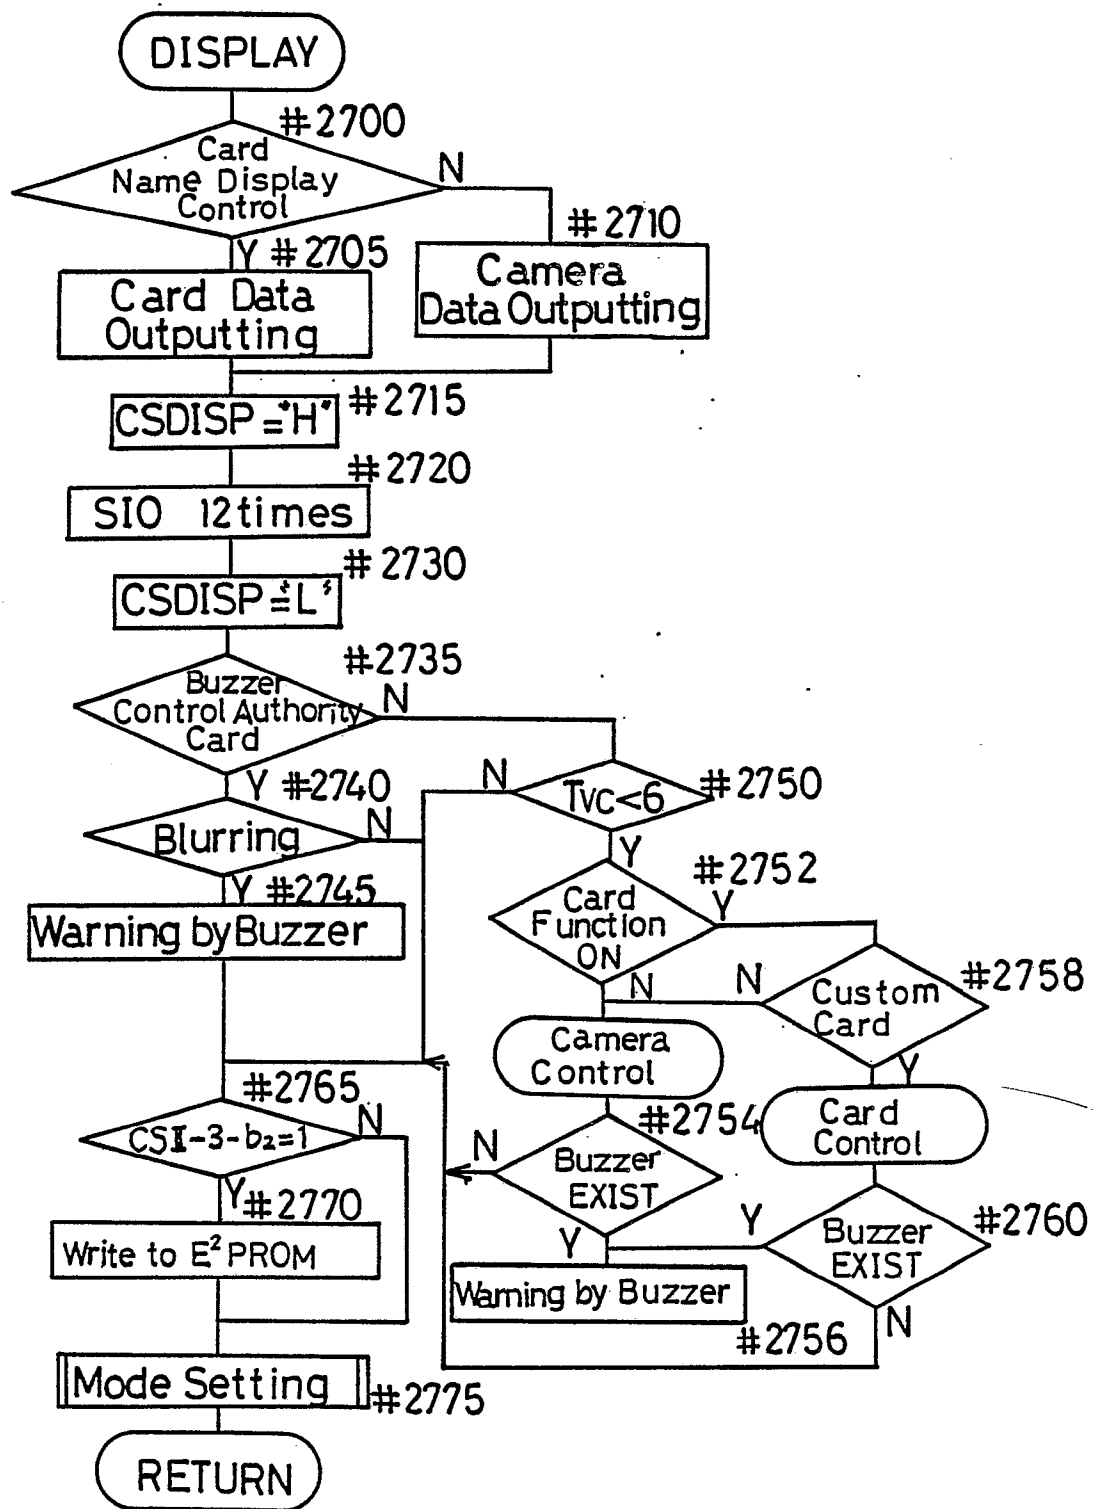 DISPLAY
#2700
Card
Name Display
Control
N
Y #2705
#2710
Card Data
Outputting
Camera
Data Outputting
CSDISP="H"
#2715
#2720
SIO 12times
#2730
CSDISP="L"
#2735
Buzzer
Control Authority
Card
N
Y #2740
N
Tvc<6
#2750
Blurring
N
Y
Y #2745
#2752
Warning by Buzzer
Card
Function
ON
Y
N
N
Custom
Card
#2758
Camera
Control
Y
#2765
#2754
Card
Control
CSII-3-b2=1
N
N
Buzzer
EXIST
Y #2770
Y
Y
Buzzer
EXIST
#2760
Write to E² PROM
Warning by Buzzer
N
#2756
Mode Setting
#2775
RETURN